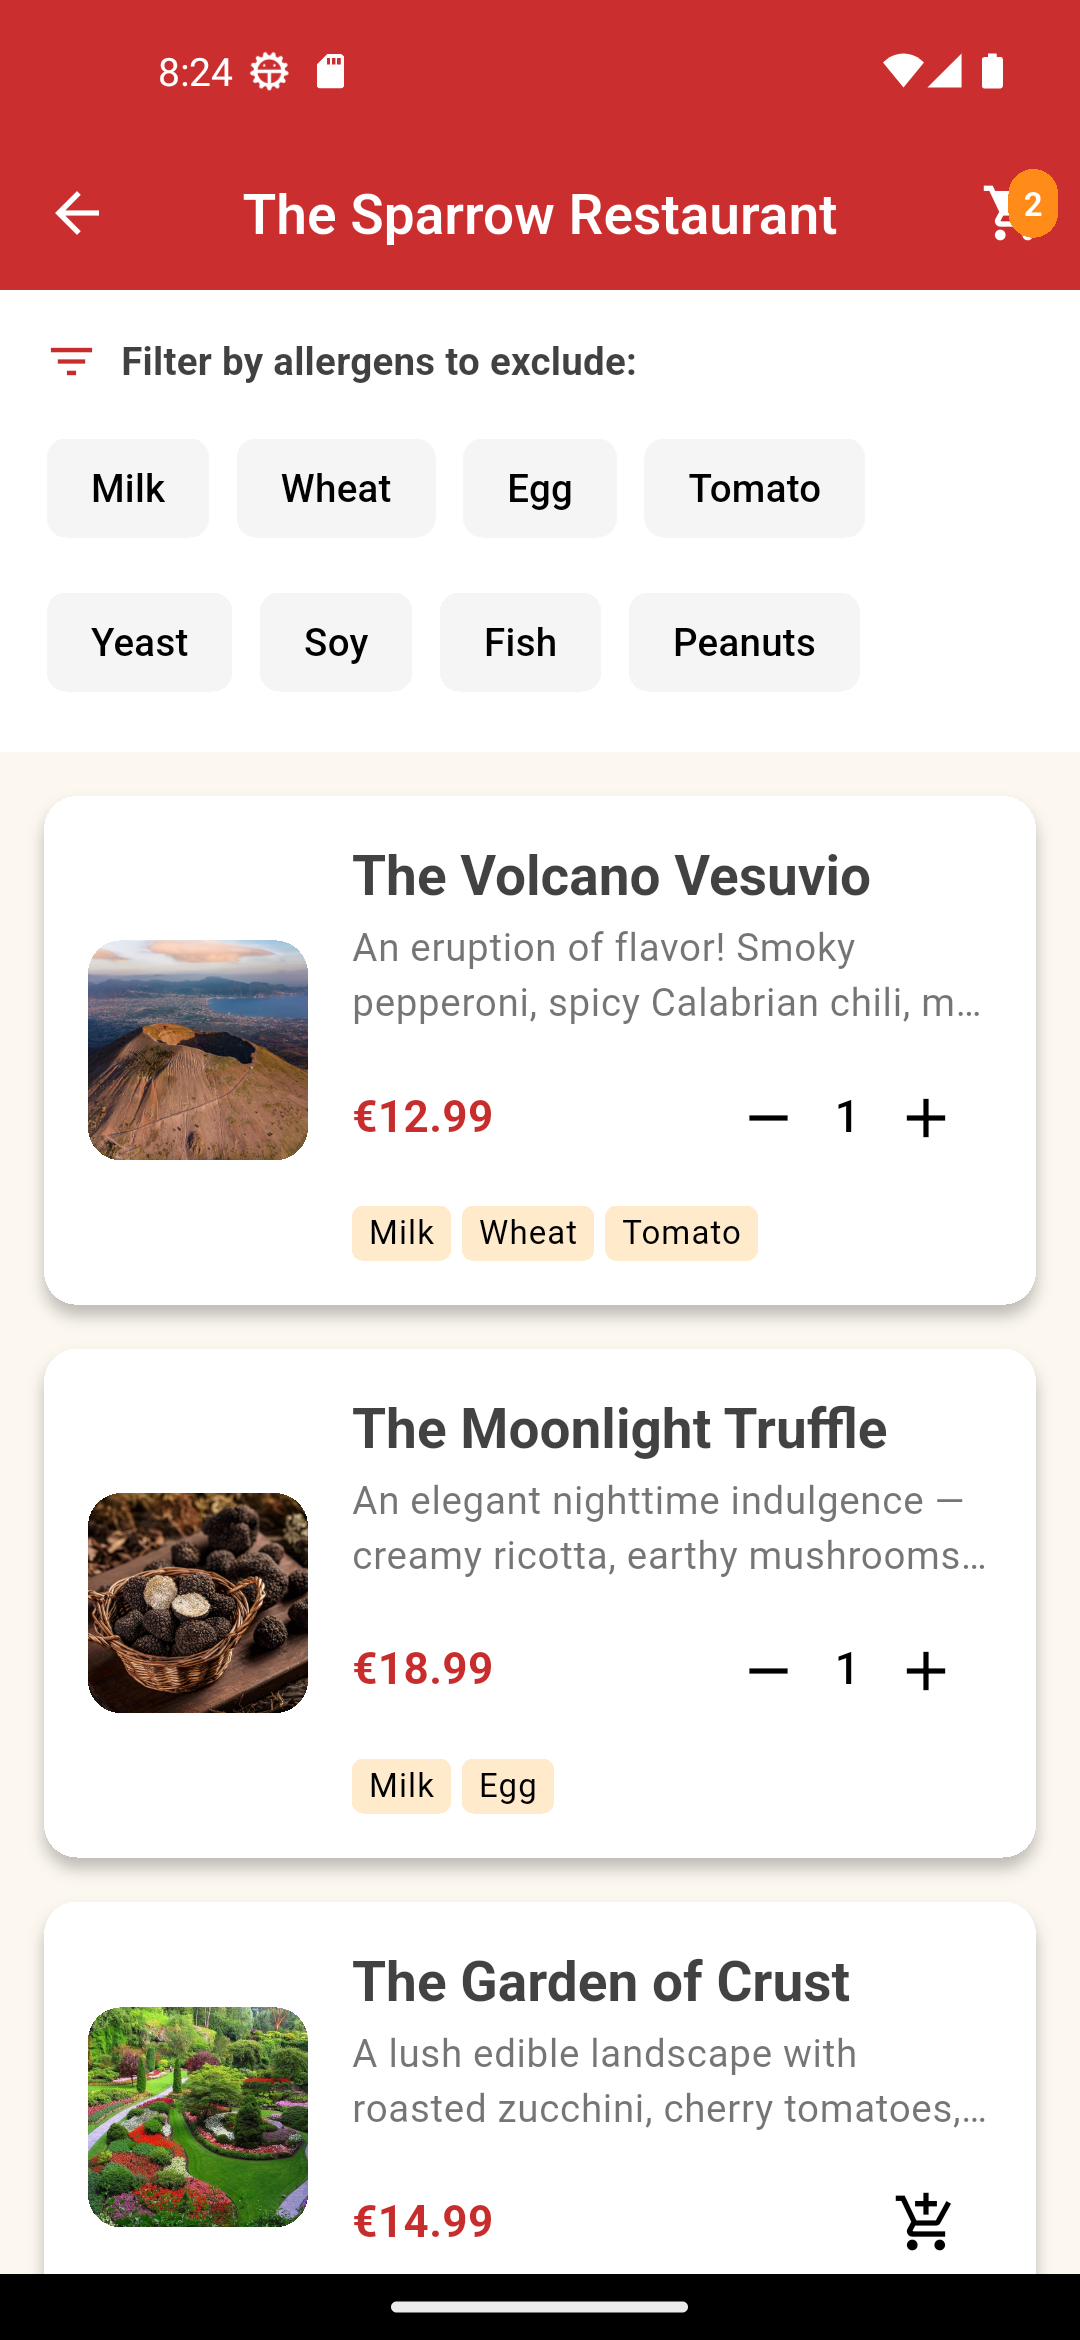 8:24
The Sparrow Restaurant
2
Filter by allergens to exclude:
Milk Wheat Egg Tomato
Yeast Soy Fish Peanuts
The Volcano Vesuvio
An eruption of flavor! Smoky
pepperoni, spicy Calabrian chili, m...
€12.99 1
Milk Wheat Tomato
The Moonlight Truffle
An elegant nighttime indulgence —
creamy ricotta, earthy mushrooms...
€18.99 1
Milk Egg
The Garden of Crust
A lush edible landscape with
roasted zucchini, cherry tomatoes,...
€14.99